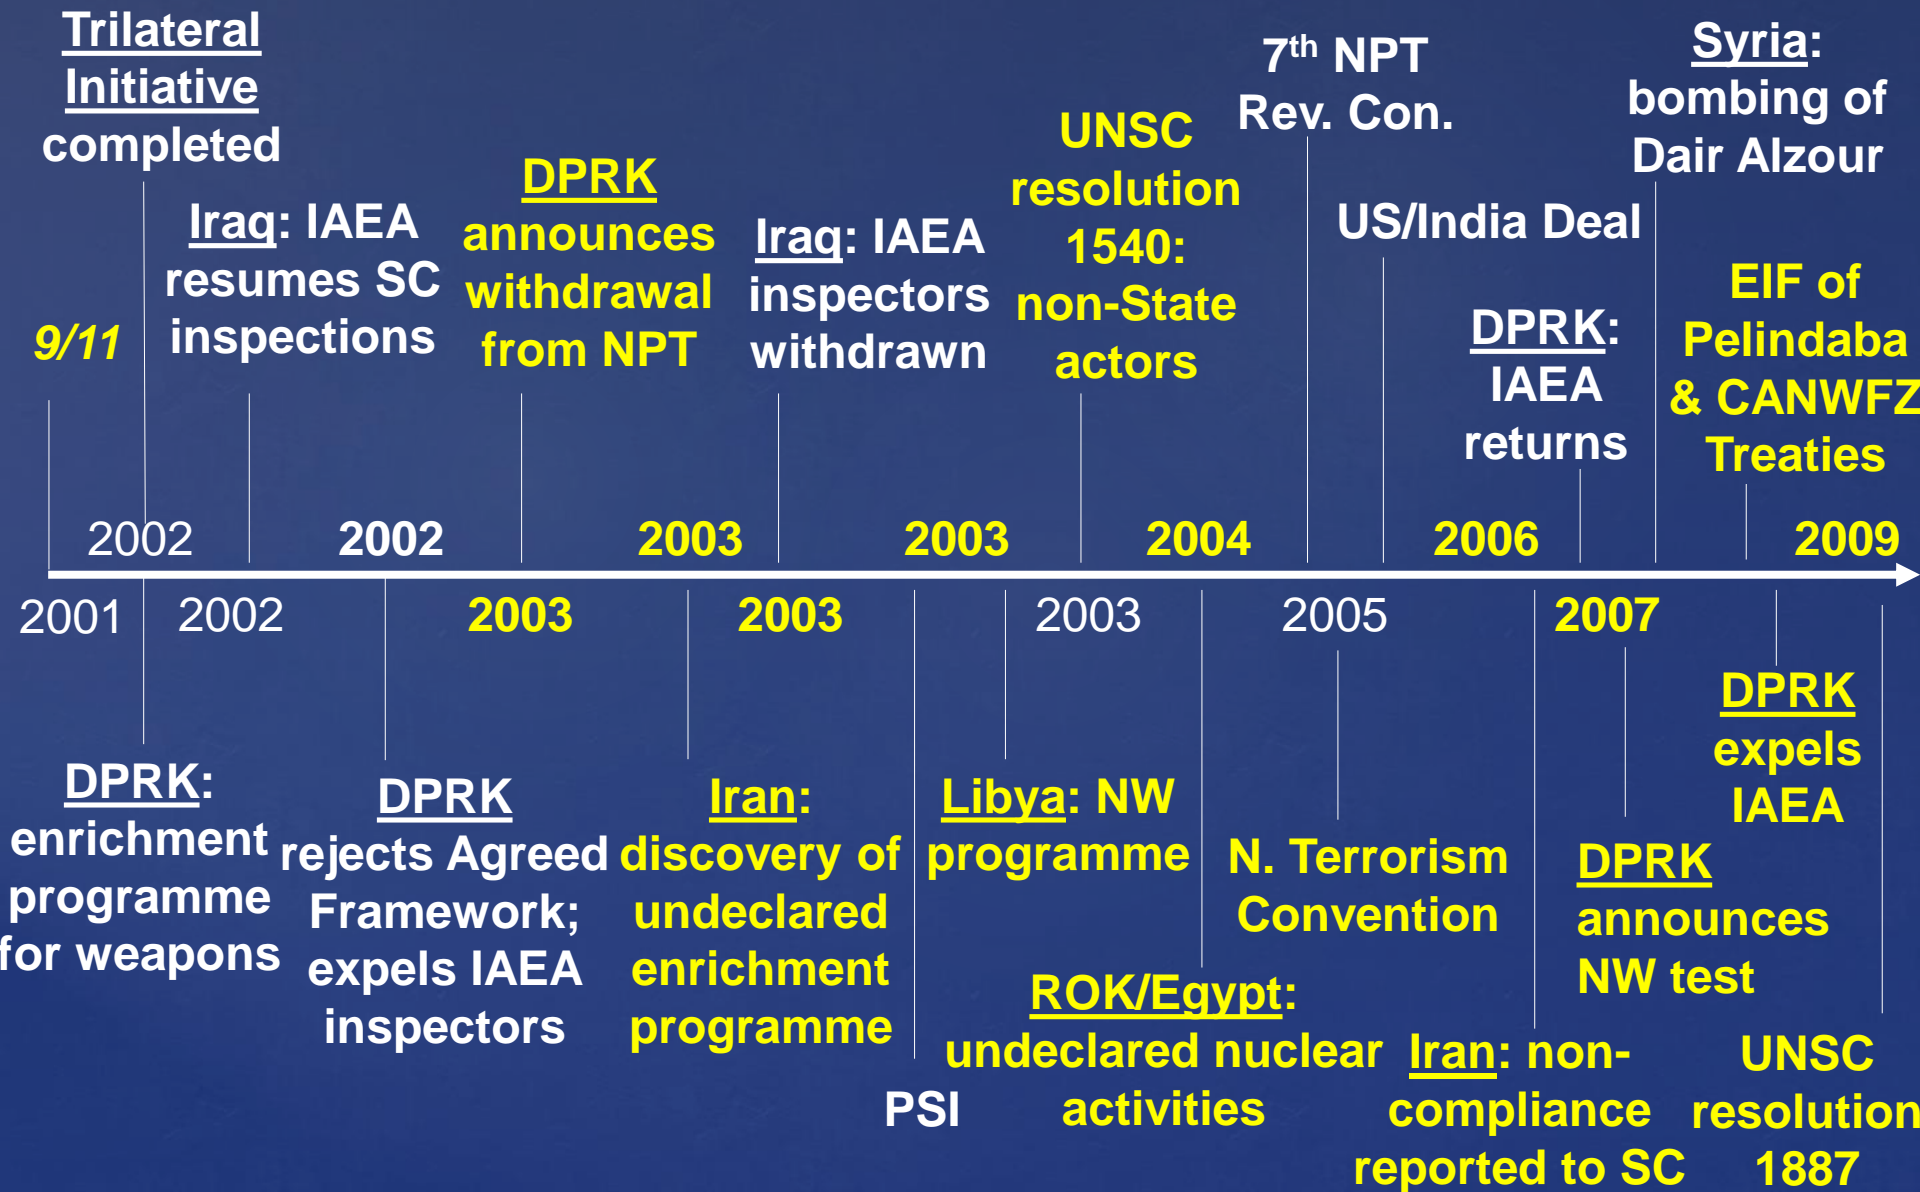 Trilateral
Initiative
completed
Iraq: IAEA
resumes SC
inspections
9/11
DPRK
announces
withdrawal
from NPT
Iraq: IAEA
inspectors
withdrawn
UNSC
resolution
1540:
non-State
actors
7th NPT
Rev. Con.
US/India Deal
DPRK:
IAEA
returns
Syria:
bombing of
Dair Alzour
EIF of
Pelindaba
& CANWFZ
Treaties
2002 2002 2003 2003 2004 2006 2009
2001 2002 2003 2003 2003 2005 2007
DPRK:
enrichment
programme
for weapons
DPRK
rejects Agreed
Framework;
expels IAEA
inspectors
Iran:
discovery of
undeclared
enrichment
programme
PSI
Libya: NW
programme
ROK/Egypt:
undeclared nuclear
activities
N. Terrorism
Convention
Iran: non-
compliance
reported to SC
DPRK
announces
NW test
DPRK
expels
IAEA
UNSC
resolution
1887